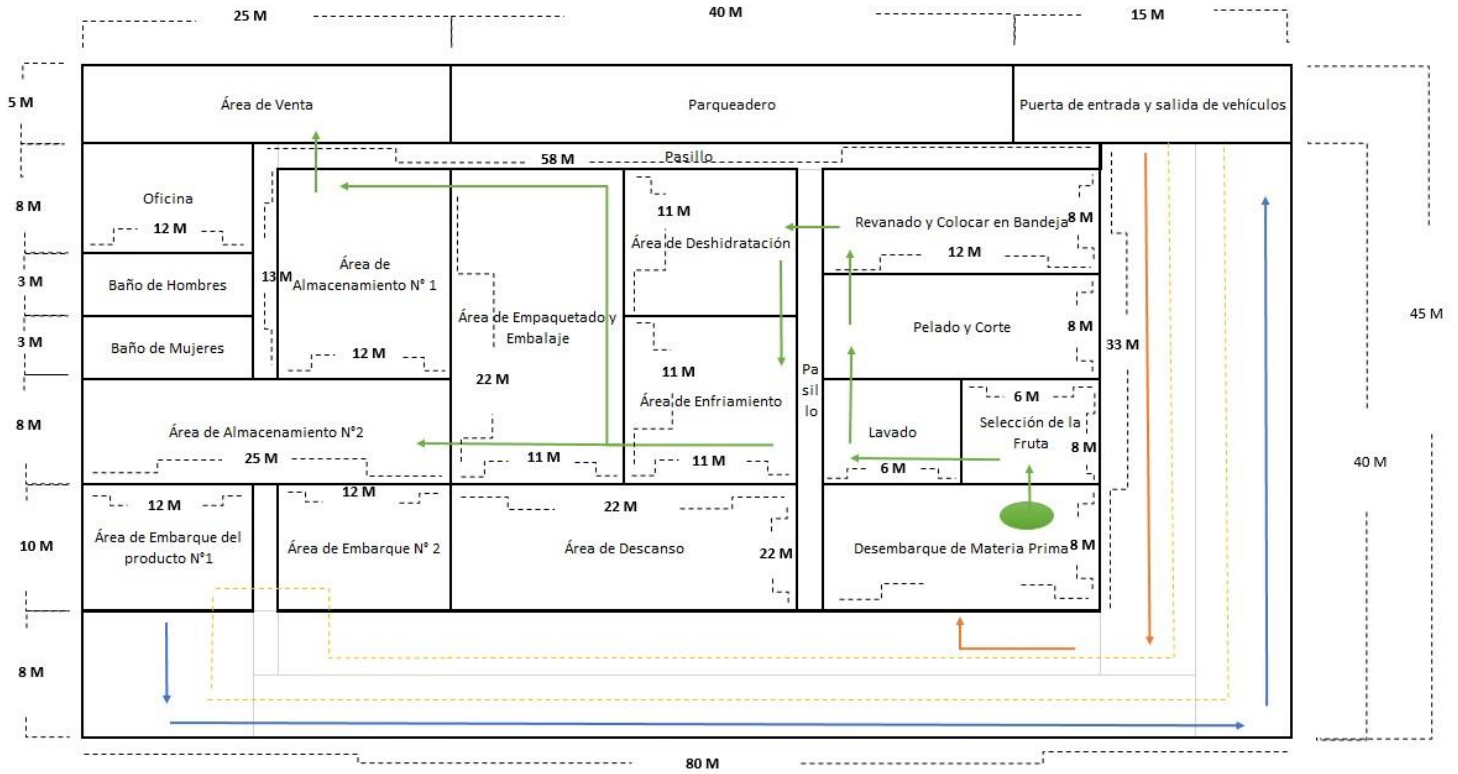 25 M
40 M
15 M
5 M
Área de Venta
Parqueadero
Puerta de entrada y salida de vehículos
58 M
Pasillo
8 M
Oficina
12 M
11 M
Revanado y Colocar en Bandeja
8 M
12 M
Área de Deshidratación
13 M
Área de
Almacenamiento N° 1
3 M
Baño de Hombres
45 M
Área de Empaquetado y
Embalaje
Pelado y Corte
8 M
3 M
Baño de Mujeres
12 M
33 M
22 M
11 M
Pa
sil
lo
Área de Enfriamiento
6 M
8 M
Área de Almacenamiento N°2
25 M
Lavado
Selección de la
Fruta
8 M
11 M
11 M
6 M
40 M
12 M
12 M
22 M
10 M
Área de Embarque del
producto N°1
Área de Embarque N° 2
Área de Descanso
22 M
Desembarque de Materia Prima
8 M
8 M
80 M